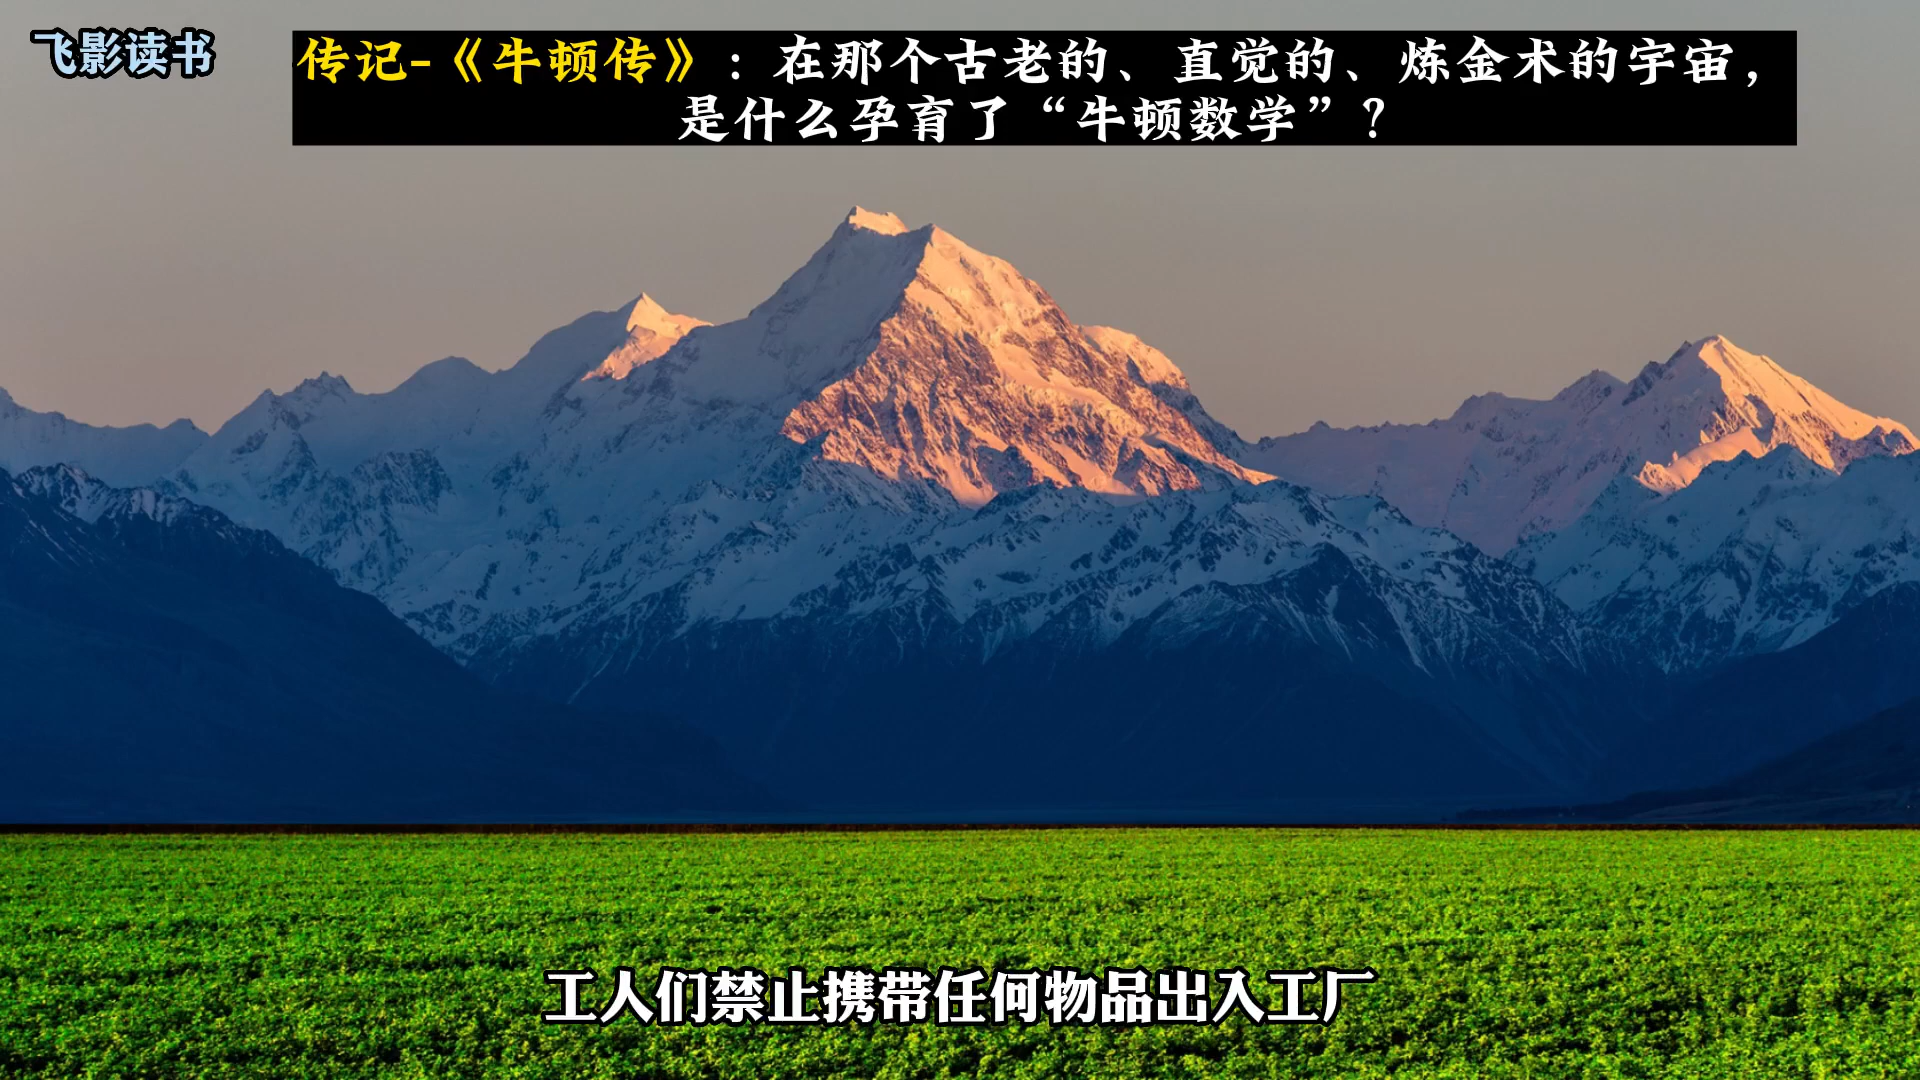 飞影读书
传记-《牛顿传》：在那个古老的、直觉的、炼金术的宇宙，
是什么孕育了“牛顿数学”？
工人们禁止携带任何物品出入工厂